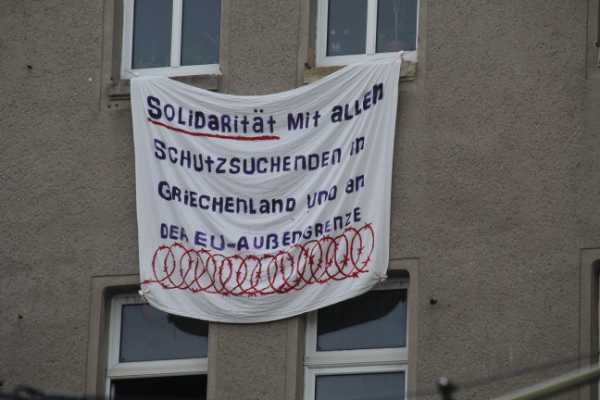 Solidarität mit allen
Schutzsuchenden in
Griechenland und an
der EU-Außengrenze